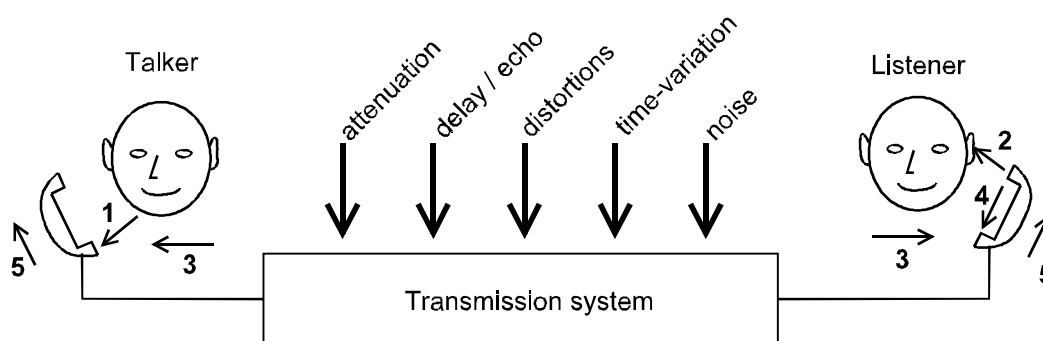 Talker
attenuation
delay / echo
distortions
time-variation
noise
Listener
1
2
4
5
3
3
5
Transmission system